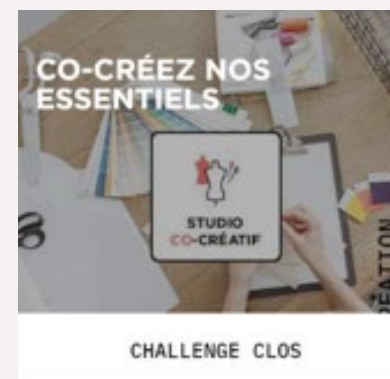 CO-CRÉEZ NOS
ESSENTIELS
STUDIO
CO-CRÉATIF
CHALLENGE CLOS